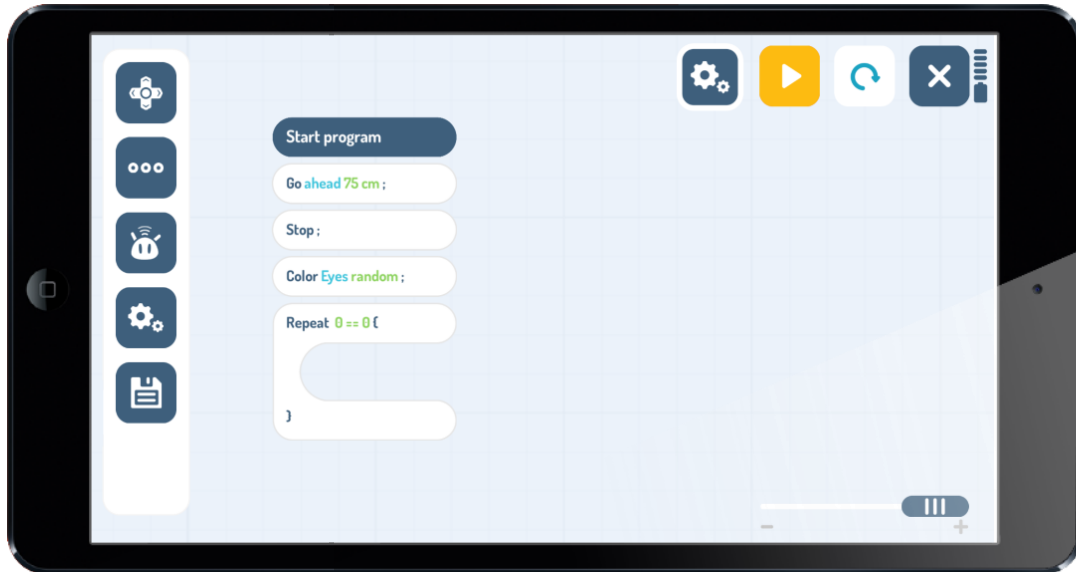 Start program
Go ahead 75 cm ;
Stop ;
Color Eyes random ;
Repeat 0 == 0 {
}